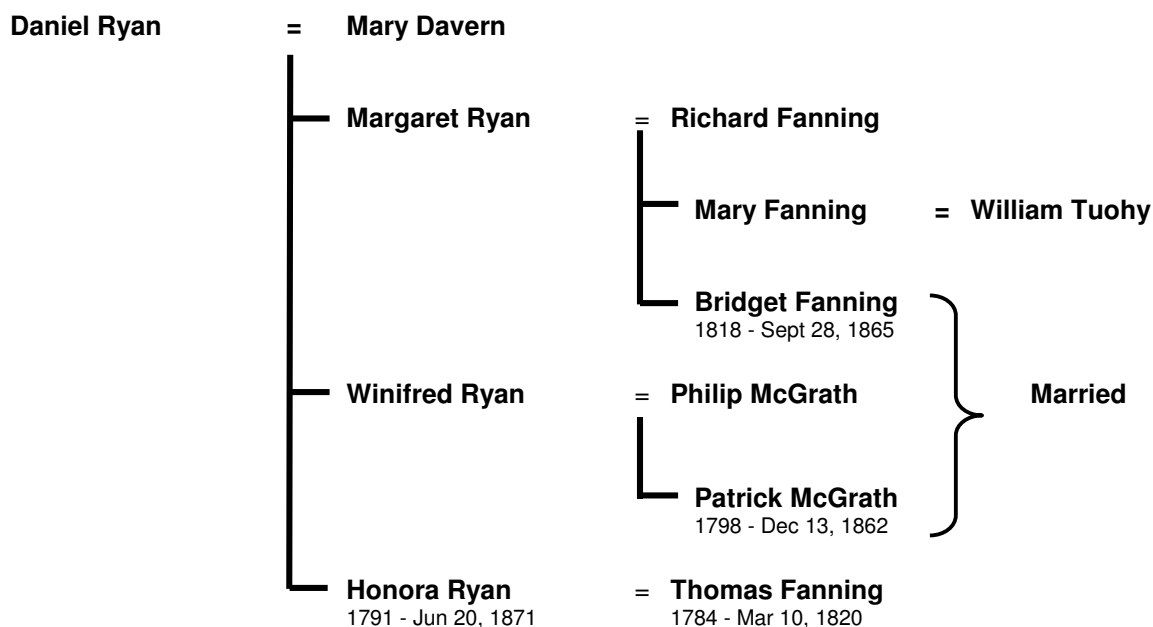 Daniel Ryan = Mary Davern
Margaret Ryan = Richard Fanning
Mary Fanning = William Tuohy
Bridget Fanning
1818 - Sept 28, 1865
Winifred Ryan = Philip McGrath
Married
Patrick McGrath
1798 - Dec 13, 1862
Honora Ryan = Thomas Fanning
1791 - Jun 20, 1871 1784 - Mar 10, 1820